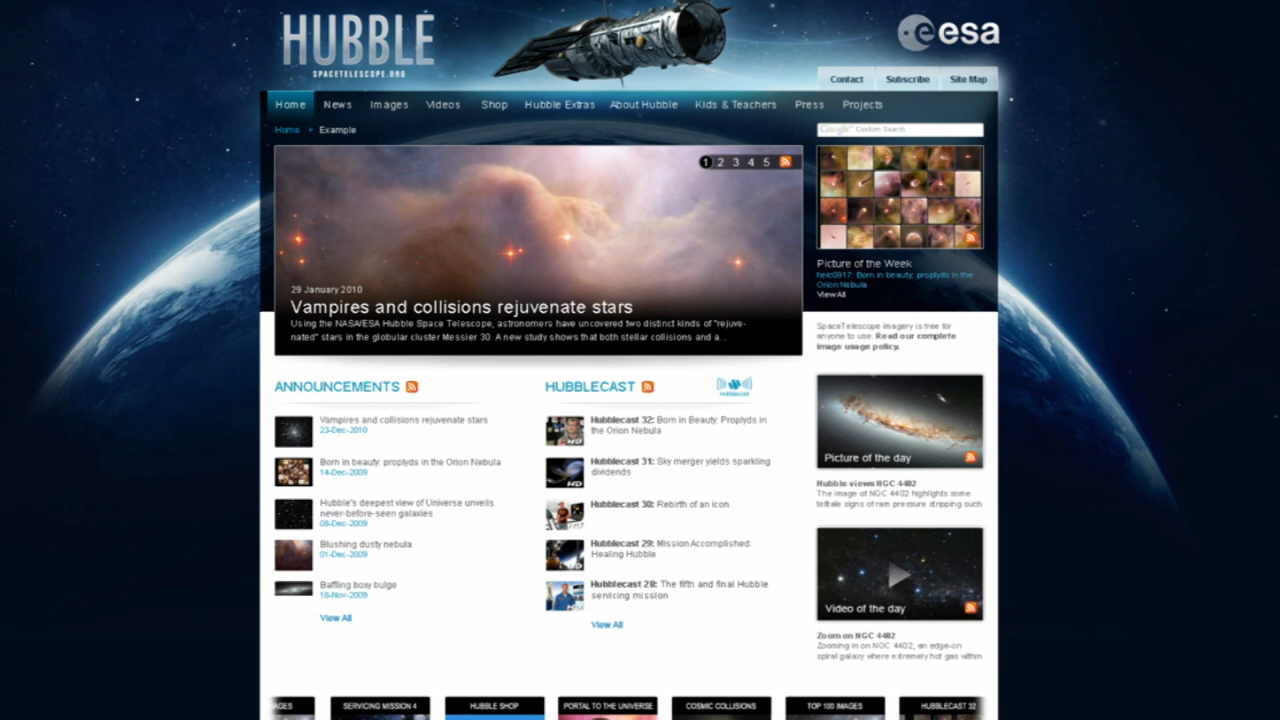 HUBBLE
SPACETELESCOPE.ORG
esa
Contact Subscribe Site Map
Home News Images Videos Shop Hubble Extras About Hubble Kids & Teachers Press Projects
Home » Example
Google™ Custom Search
1 2 3 4 5
29 January 2010
Vampires and collisions rejuvenate stars
Using the NASA/ESA Hubble Space Telescope, astronomers have uncovered two distinct kinds of "rejuve-
nated" stars in the globular cluster Messier 30. A new study shows that both stellar collisions and a...
Picture of the Week
heic0917: Born in beauty: proplyds in the
Orion Nebula
View All
SpaceTelescope imagery is free for
anyone to use. Read our complete
image usage policy.
ANNOUNCEMENTS
Vampires and collisions rejuvenate stars
23-Dec-2010
Born in beauty: proplyds in the Orion Nebula
14-Dec-2009
Hubble's deepest view of Universe unveils
never-before-seen galaxies
08-Dec-2009
Blushing dusty nebula
01-Dec-2009
Baffling boxy bulge
18-Nov-2009
View All
HUBBLECAST
Hubblecast
Hubblecast 32: Born in Beauty: Proplyds in
the Orion Nebula
HD
Hubblecast 31: Sky merger yields sparkling
dividends
HD
Hubblecast 30: Rebirth of an icon
Hubblecast 29: Mission Accomplished:
Healing Hubble
HD
Hubblecast 28: The fifth and final Hubble
servicing mission
View All
Picture of the day
Hubble views NGC 4402
The image of NGC 4402 highlights some
telltale signs of ram pressure stripping such
Video of the day
Zoom on NGC 4402
Zooming in on NGC 4402, an edge-on
spiral galaxy where extremely hot gas within
AGES SERVICING MISSION 4 HUBBLE SHOP PORTAL TO THE UNIVERSE COSMIC COLLISIONS TOP 100 IMAGES HUBBLECAST 32